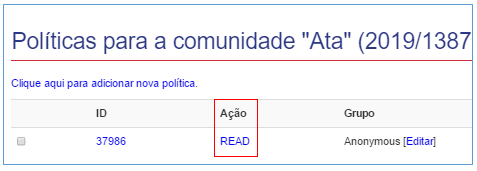 Políticas para a comunidade "Ata" (2019/1387
Clique aqui para adicionar nova política.
ID Ação Grupo
37986 READ Anonymous [Editar]